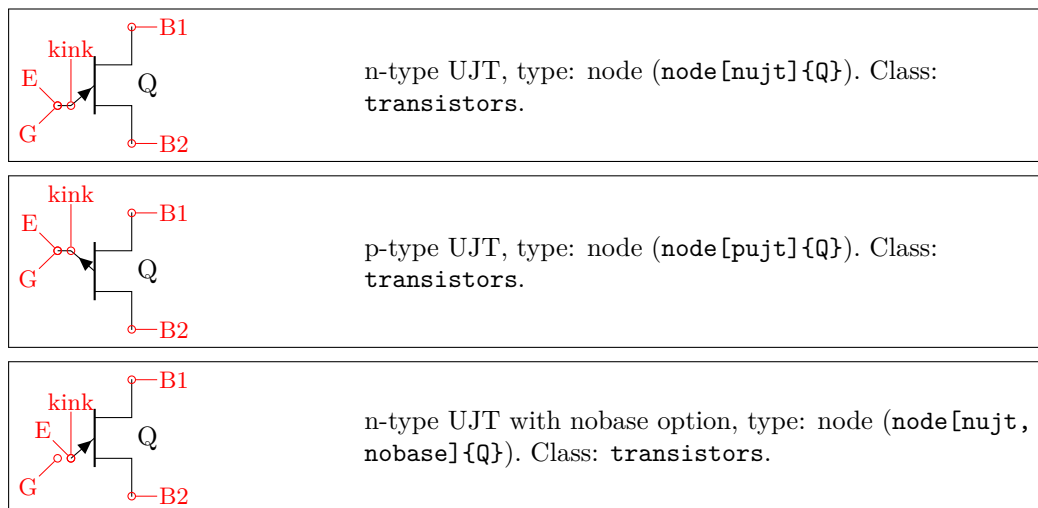 B1
kink
E
Q
G
B2
n-type UJT, type: node (node[nujt]{Q}). Class:
transistors.
kink
B1
E
G
Q
B2
p-type UJT, type: node (node[pujt]{Q}). Class:
transistors.
B1
kink
E
Q
G
B2
n-type UJT with nobase option, type: node (node[nujt,
nobase]{Q}). Class: transistors.